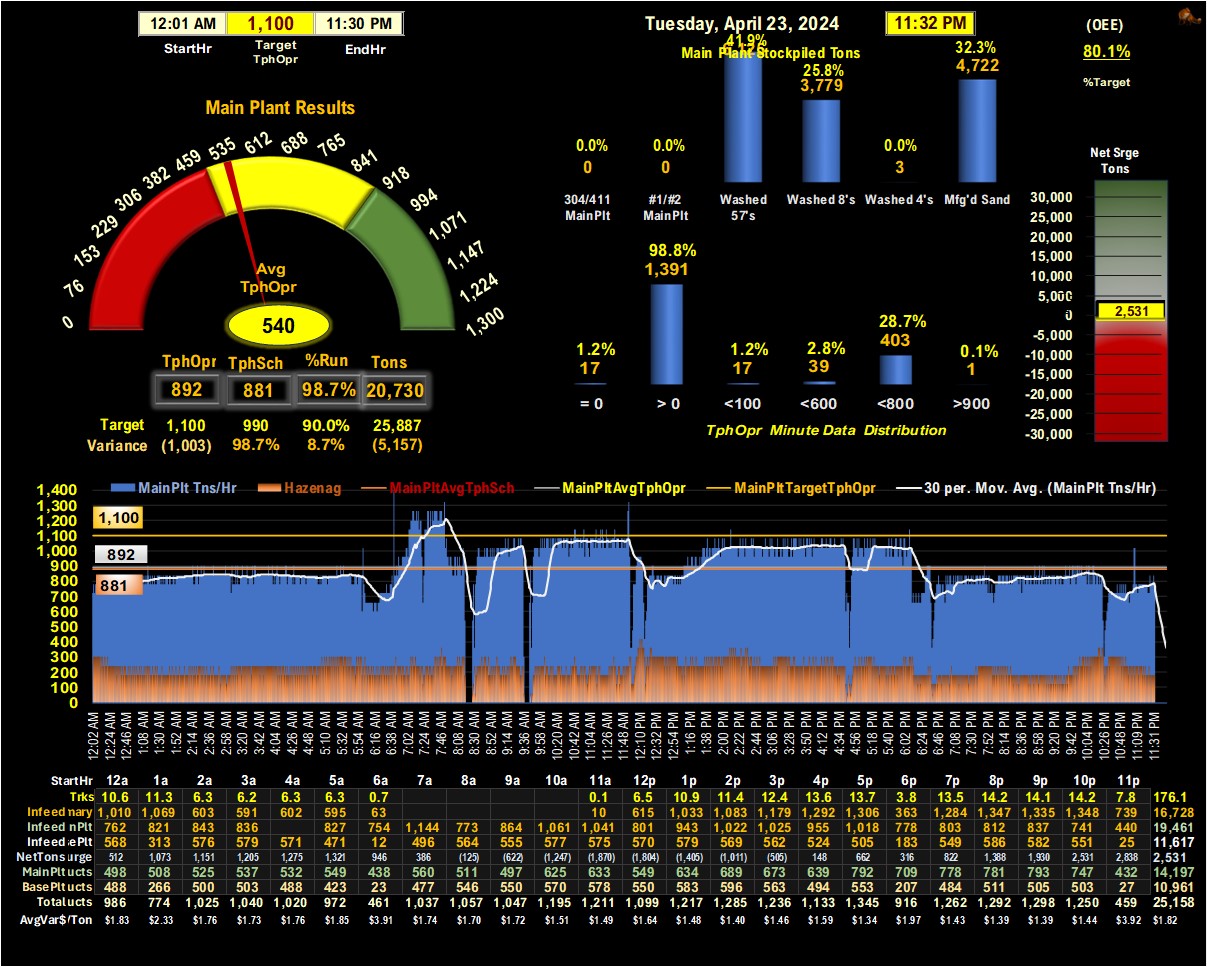 12:01 AM 1,100 11:30 PM
StartHr Target TphOpr EndHr
Tuesday, April 23, 2024 11:32 PM
Main Plant Stockpiled Tons
(OEE)
80.1%
%Target
Main Plant Results
0 76 153 229 306 382 459 535 612 688 765 841 918 994 1,071 1,147 1,224 1,300
Avg
TphOpr
540
TphOpr TphSch %Run Tons
892 881 98.7% 20,730
Target 1,100 990 90.0% 25,887
Variance (1,003) 98.7% 8.7% (5,157)
0.0% 0.0% 41.9% 25.8% 0.0% 32.3%
0 0 3,779 3 4,722
304/411 MainPlt #1/#2 MainPlt Washed 57's Washed 8's Washed 4's Mfg'd Sand
1.2% 98.8% 1.2% 2.8% 28.7% 0.1%
17 1,391 17 39 403 1
= 0 > 0 <100 <600 <800 >900
TphOpr Minute Data Distribution
Net Srge
Tons
30,000
25,000
20,000
15,000
10,000
5,000
0
2,531
-5,000
-10,000
-15,000
-20,000
-25,000
-30,000
MainPlt Tns/Hr Hazenag MainPltAvgTphSch MainPltAvgTphOpr MainPltTargetTphOpr 30 per. Mov. Avg. (MainPlt Tns/Hr)
1,400
1,300
1,200
1,100
1,000
900
800
700
600
500
400
300
200
100
0
1,100
892
881
12:02 AM 12:24 AM 12:46 AM 1:08 AM 1:30 AM 1:52 AM 2:14 AM 2:36 AM 2:58 AM 3:20 AM 3:42 AM 4:04 AM 4:26 AM 4:48 AM 5:10 AM 5:32 AM 5:54 AM 6:16 AM 6:38 AM 7:02 AM 7:24 AM 7:46 AM 8:08 AM 8:30 AM 8:52 AM 9:14 AM 9:36 AM 9:58 AM 10:20 AM 10:42 AM 11:04 AM 11:26 AM 11:48 AM 12:10 PM 12:32 PM 12:54 PM 1:16 PM 1:38 PM 2:00 PM 2:22 PM 2:44 PM 3:06 PM 3:28 PM 3:50 PM 4:12 PM 4:34 PM 4:56 PM 5:18 PM 5:40 PM 6:02 PM 6:24 PM 6:46 PM 7:08 PM 7:30 PM 7:52 PM 8:14 PM 8:36 PM 8:58 PM 9:20 PM 9:42 PM 10:04 PM 10:26 PM 10:48 PM 11:09 PM 11:31 PM
StartHr 12a 1a 2a 3a 4a 5a 6a 7a 8a 9a 10a 11a 12p 1p 2p 3p 4p 5p 6p 7p 8p 9p 10p 11p
Trks 10.6 11.3 6.3 6.2 6.3 6.3 0.7 0.1 6.5 10.9 11.4 12.4 13.6 13.7 3.8 13.5 14.2 14.1 14.2 7.8 176.1
Infeed mary 1,010 1,069 603 591 602 595 63 10 615 1,033 1,083 1,179 1,292 1,306 363 1,284 1,347 1,335 1,348 739 16,728
Infeed nPlt 762 821 843 836 827 754 1,144 773 864 1,061 1,041 801 943 1,022 1,025 955 1,018 778 803 812 837 741 440 19,461
Infeed ePlt 568 313 576 579 571 471 12 496 564 555 577 575 570 579 560 562 524 505 183 549 586 582 551 25 11,617
NetTons urge 512 1,073 1,151 1,205 1,275 1,321 946 386 (125) (622) (1,247) (1,870) (1,804) (1,405) (1,011) (505) 148 662 316 822 1,388 1,930 2,531 2,838 2,531
MainPlt ucts 498 508 525 537 532 549 438 560 511 497 625 633 549 634 689 673 639 792 709 778 781 793 747 432 14,197
BasePlt ucts 488 266 500 503 488 423 23 477 546 550 570 578 550 583 596 563 494 553 207 484 511 505 503 27 10,961
Total ucts 986 774 1,025 1,040 1,020 972 461 1,037 1,057 1,047 1,195 1,211 1,099 1,217 1,285 1,236 1,133 1,345 916 1,262 1,292 1,298 1,250 459 25,158
AvgVar$/Ton $1.83 $2.33 $1.76 $1.73 $1.76 $1.85 $3.91 $1.74 $1.70 $1.72 $1.51 $1.49 $1.64 $1.48 $1.40 $1.46 $1.59 $1.34 $1.97 $1.43 $1.39 $1.39 $1.44 $3.92 $1.82